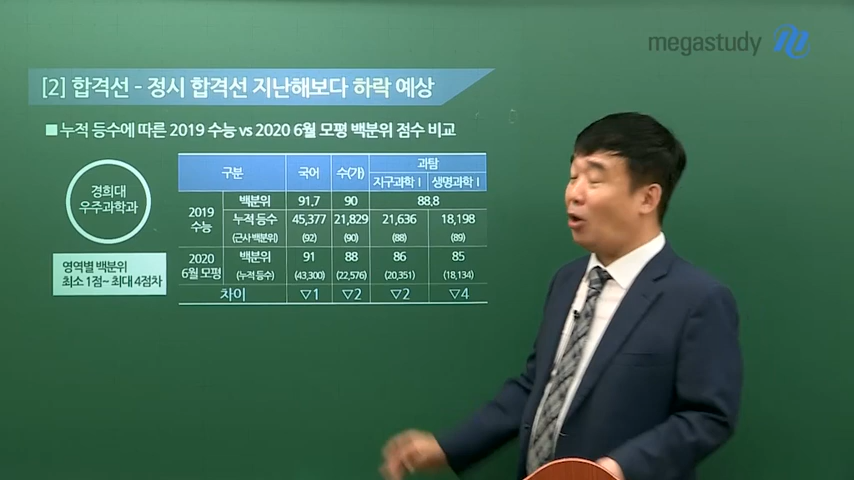 megastudy
[2] 합격선 - 정시 합격선 지난해보다 하락 예상
■ 누적 등수에 따른 2019 수능 vs 2020 6월 모평 백분위 점수 비교
경희대
우주과학과
영역별 백분위
최소 1점~ 최대 4점차
구분 국어 수(가) 과탐
지구과학Ⅰ 생명과학Ⅰ
2019 수능 백분위 91.7 90 88.8
누적 등수 45,377 21,829 21,636 18,198
(근사 백분위) (92) (90) (88) (89)
2020 6월 모평 백분위 91 88 86 85
(누적 등수) (43,300) (22,576) (20,351) (18,134)
차이 ▽1 ▽2 ▽2 ▽4